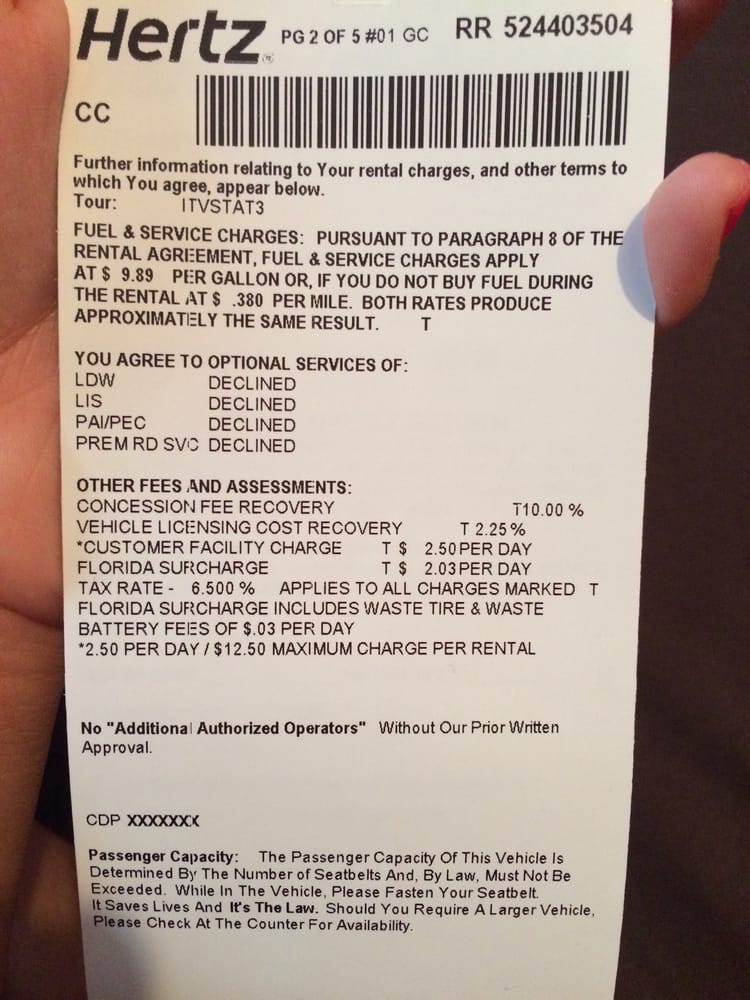 Hertz PG 2 OF 5 #01 GC RR 524403504
CC
Further information relating to Your rental charges, and other terms to
which You agree, appear below.
Tour: ITVSTAT3
FUEL & SERVICE CHARGES: PURSUANT TO PARAGRAPH 8 OF THE
RENTAL AGREEMENT, FUEL & SERVICE CHARGES APPLY
AT $ 9.89 PER GALLON OR, IF YOU DO NOT BUY FUEL DURING
THE RENTAL AT $ .380 PER MILE. BOTH RATES PRODUCE
APPROXIMATELY THE SAME RESULT. T
YOU AGREE TO OPTIONAL SERVICES OF:
LDW DECLINED
LIS DECLINED
PAI/PEC DECLINED
PREM RD SVC DECLINED
OTHER FEES AND ASSESSMENTS:
CONCESSION FEE RECOVERY T10.00 %
VEHICLE LICENSING COST RECOVERY T 2.25 %
*CUSTOMER FACILITY CHARGE T $ 2.50 PER DAY
FLORIDA SURCHARGE T $ 2.03 PER DAY
TAX RATE - 6.500 % APPLIES TO ALL CHARGES MARKED T
FLORIDA SURCHARGE INCLUDES WASTE TIRE & WASTE
BATTERY FEES OF $.03 PER DAY
*2.50 PER DAY / $12.50 MAXIMUM CHARGE PER RENTAL
No "Additional Authorized Operators" Without Our Prior Written
Approval.
CDP XXXXXXX
Passenger Capacity: The Passenger Capacity Of This Vehicle Is
Determined By The Number of Seatbelts And, By Law, Must Not Be
Exceeded. While In The Vehicle, Please Fasten Your Seatbelt.
It Saves Lives And It's The Law. Should You Require A Larger Vehicle,
Please Check At The Counter For Availability.